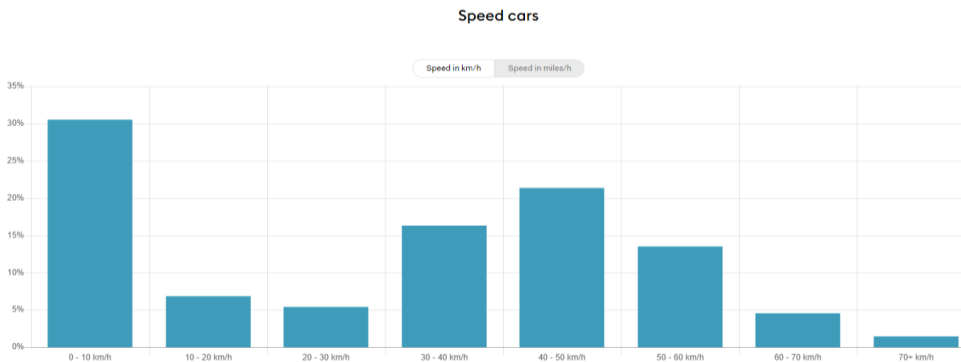 Speed cars
Speed in km/h Speed in miles/h
35%
30%
25%
20%
15%
10%
5%
0%
0 - 10 km/h 10 - 20 km/h 20 - 30 km/h 30 - 40 km/h 40 - 50 km/h 50 - 60 km/h 60 - 70 km/h 70+ km/h